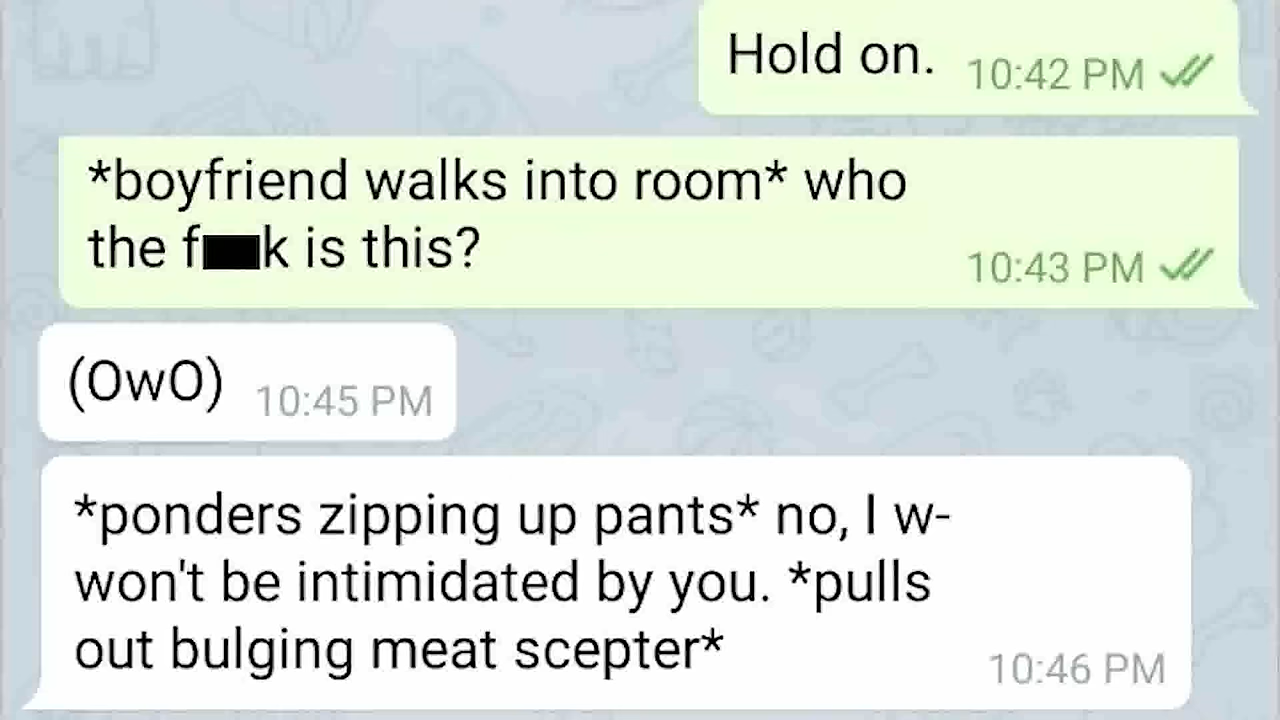 Hold on. 10:42 PM
*boyfriend walks into room* who
the f██k is this? 10:43 PM
(OwO) 10:45 PM
*ponders zipping up pants* no, I w-
won't be intimidated by you. *pulls
out bulging meat scepter* 10:46 PM